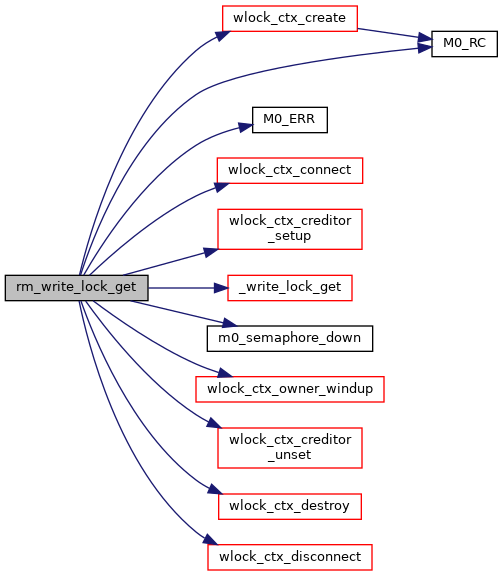 wlock_ctx_create
M0_RC
M0_ERR
wlock_ctx_connect
wlock_ctx_creditor
_setup
rm_write_lock_get
_write_lock_get
m0_semaphore_down
wlock_ctx_owner_windup
wlock_ctx_creditor
_unset
wlock_ctx_destroy
wlock_ctx_disconnect